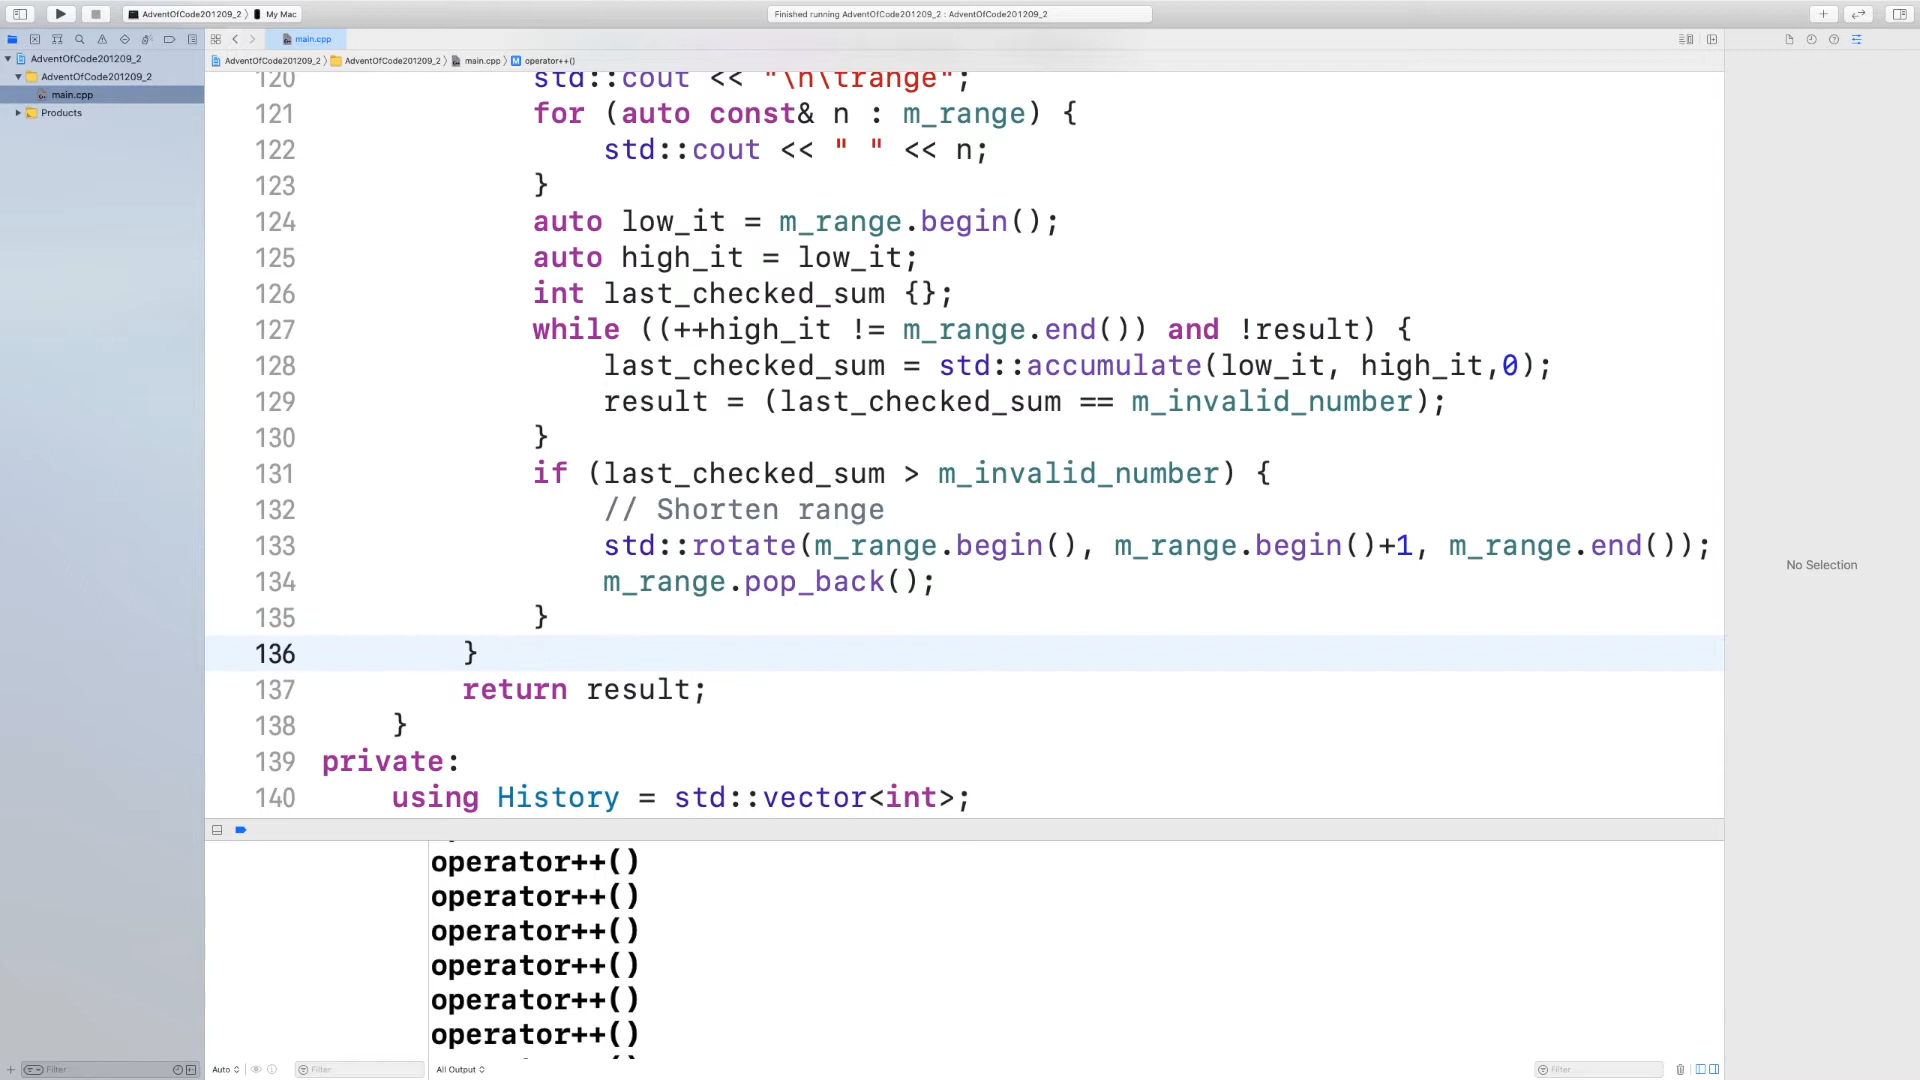 AdventOfCode201209_2 〉 My Mac
Finished running AdventOfCode201209_2 : AdventOfCode201209_2
main.cpp
AdventOfCode201209_2
AdventOfCode201209_2
main.cpp
Products
AdventOfCode201209_2 〉 AdventOfCode201209_2 〉 main.cpp 〉 M operator++()
120 std::cout << "\n\trange";
121 for (auto const& n : m_range) {
122 std::cout << " " << n;
123 }
124 auto low_it = m_range.begin();
125 auto high_it = low_it;
126 int last_checked_sum {};
127 while ((++high_it != m_range.end()) and !result) {
128 last_checked_sum = std::accumulate(low_it, high_it,0);
129 result = (last_checked_sum == m_invalid_number);
130 }
131 if (last_checked_sum > m_invalid_number) {
132 // Shorten range
133 std::rotate(m_range.begin(), m_range.begin()+1, m_range.end());
134 m_range.pop_back();
135 }
136 }
137 return result;
138 }
139 private:
140 using History = std::vector<int>;
No Selection
operator++()
operator++()
operator++()
operator++()
operator++()
operator++()
Filter
Auto
Filter
All Output
Filter